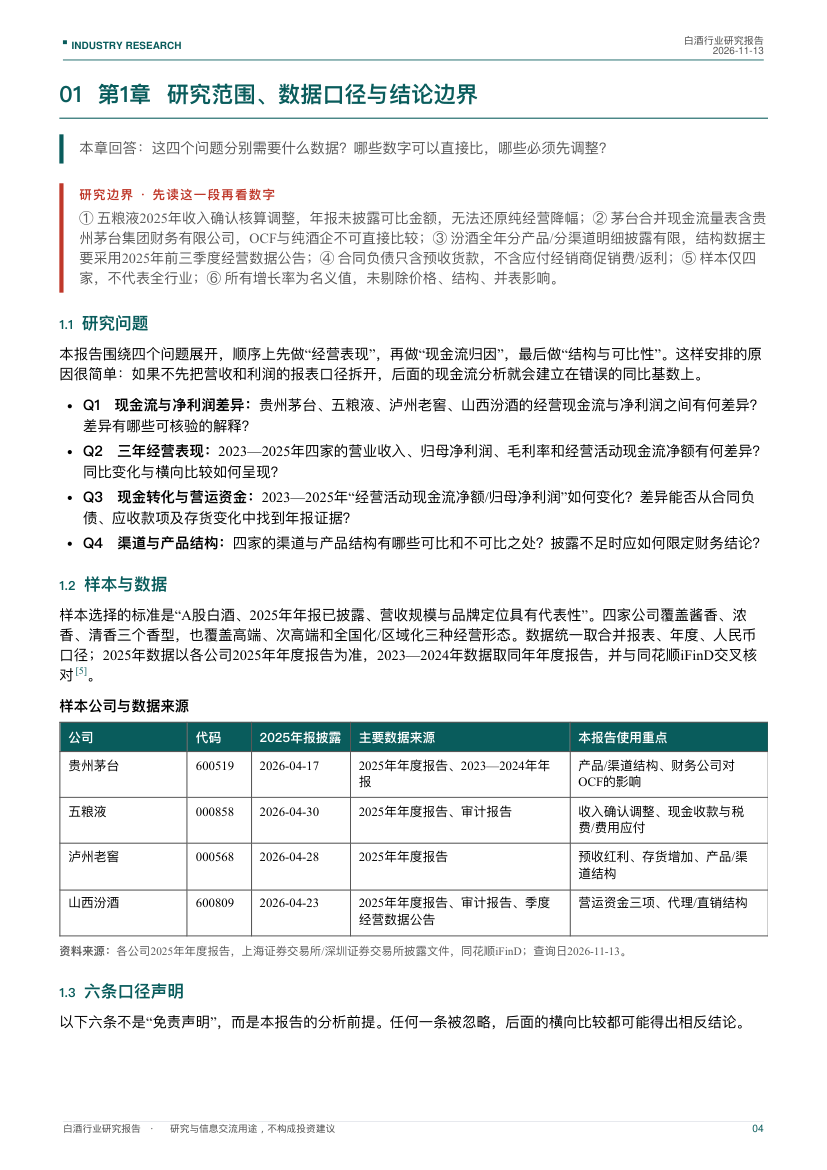 INDUSTRY RESEARCH
白酒行业研究报告
2026-11-13
01 第1章 研究范围、数据口径与结论边界
本章回答：这四个问题分别需要什么数据？哪些数字可以直接比，哪些必须先调整？
研究边界 · 先读这一段再看数字
① 五粮液2025年收入确认核算调整，年报未披露可比金额，无法还原纯经营降幅；② 茅台合并现金流量表含贵
州茅台集团财务有限公司，OCF与纯酒企不可直接比较；③ 汾酒全年分产品/分渠道明细披露有限，结构数据主
要采用2025年前三季度经营数据公告；④ 合同负债只含预收货款，不含应付经销商促销费/返利；⑤ 样本仅四
家，不代表全行业；⑥ 所有增长率为名义值，未剔除价格、结构、并表影响。
1.1 研究问题
本报告围绕四个问题展开，顺序上先做“经营表现”，再做“现金流归因”，最后做“结构与可比性”。这样安排的原
因很简单：如果不先把营收和利润的报表口径拆开，后面的现金流分析就会建立在错误的同比基数上。
• Q1 现金流与净利润差异：贵州茅台、五粮液、泸州老窖、山西汾酒的经营现金流与净利润之间有何差异？
差异有哪些可核验的解释？
• Q2 三年经营表现：2023—2025年四家的营业收入、归母净利润、毛利率和经营活动现金流净额有何差异？
同比变化与横向比较如何呈现？
• Q3 现金转化与营运资金：2023—2025年“经营活动现金流净额/归母净利润”如何变化？差异能否从合同负
债、应收款项及存货变化中找到年报证据？
• Q4 渠道与产品结构：四家的渠道与产品结构有哪些可比和不可比之处？披露不足时应如何限定财务结论？
1.2 样本与数据
样本选择的标准是“A股白酒、2025年年报已披露、营收规模与品牌定位具有代表性”。四家公司覆盖酱香、浓
香、清香三个香型，也覆盖高端、次高端和全国化/区域化三种经营形态。数据统一取合并报表、年度、人民币
口径；2025年数据以各公司2025年年度报告为准，2023—2024年数据取同年年度报告，并与同花顺iFinD交叉核
对[5]。
样本公司与数据来源
公司 代码 2025年报披露 主要数据来源 本报告使用重点
贵州茅台 600519 2026-04-17 2025年年度报告、2023—2024年年
报
产品/渠道结构、财务公司对
OCF的影响
五粮液 000858 2026-04-30 2025年年度报告、审计报告 收入确认调整、现金收款与税
费/费用应付
泸州老窖 000568 2026-04-28 2025年年度报告 预收红利、存货增加、产品/渠
道结构
山西汾酒 600809 2026-04-23 2025年年度报告、审计报告、季度
经营数据公告
营运资金三项、代理/直销结构
资料来源：各公司2025年年度报告，上海证券交易所/深圳证券交易所披露文件，同花顺iFinD；查询日2026-11-13。
1.3 六条口径声明
以下六条不是“免责声明”，而是本报告的分析前提。任何一条被忽略，后面的横向比较都可能得出相反结论。
白酒行业研究报告 · 研究与信息交流用途，不构成投资建议
04